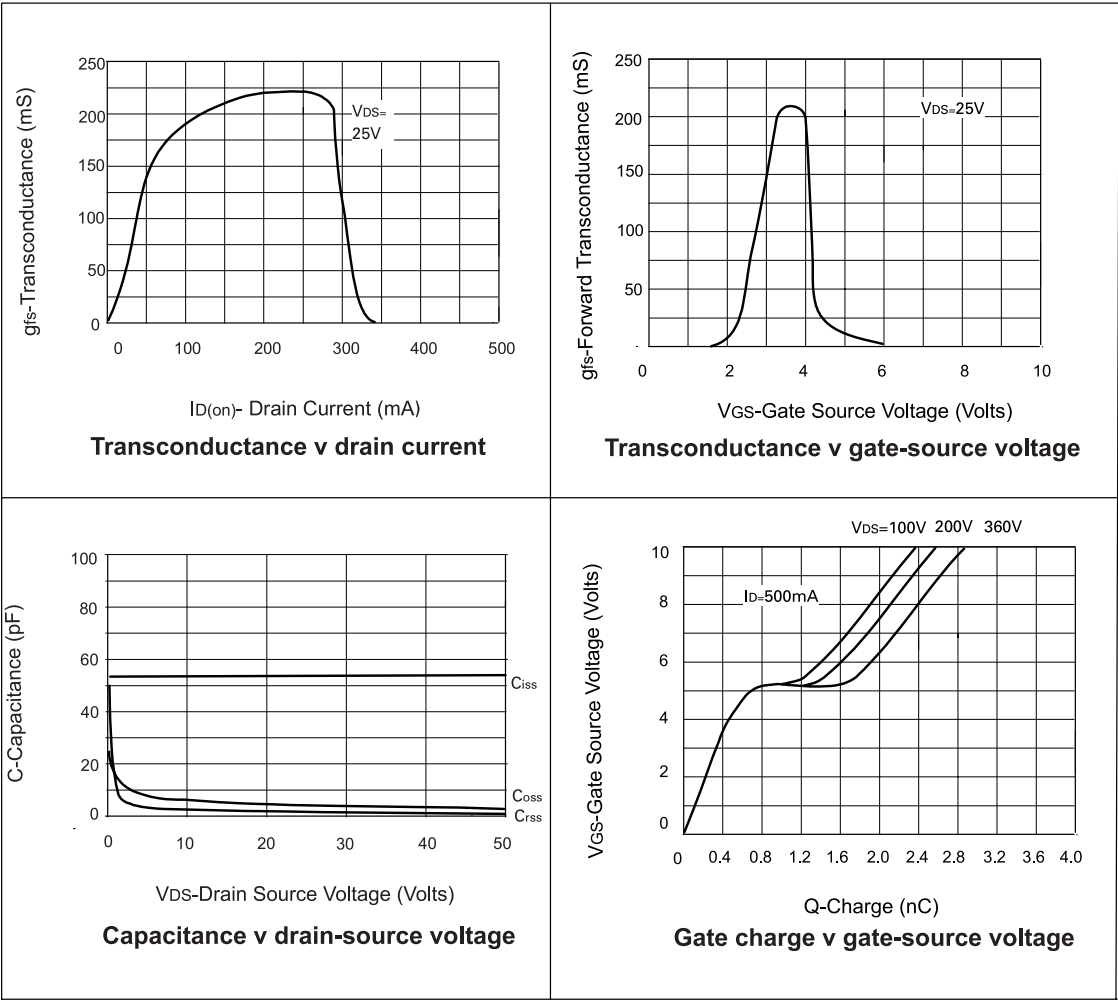 250
200
150
100
50
0
gfs-Transconductance (mS)
VDS=
25V
0 100 200 300 400 500
ID(on)- Drain Current (mA)
Transconductance v drain current
250
200
150
100
50
gfs-Forward Transconductance (mS)
VDS=25V
0 2 4 6 8 10
VGS-Gate Source Voltage (Volts)
Transconductance v gate-source voltage
100
80
60
40
20
0
C-Capacitance (pF)
Ciss
Coss
Crss
0 10 20 30 40 50
VDS-Drain Source Voltage (Volts)
Capacitance v drain-source voltage
VDS=100V 200V 360V
10
8
6
4
2
0
VGS-Gate Source Voltage (Volts)
ID=500mA
0 0.4 0.8 1.2 1.6 2.0 2.4 2.8 3.2 3.6 4.0
Q-Charge (nC)
Gate charge v gate-source voltage